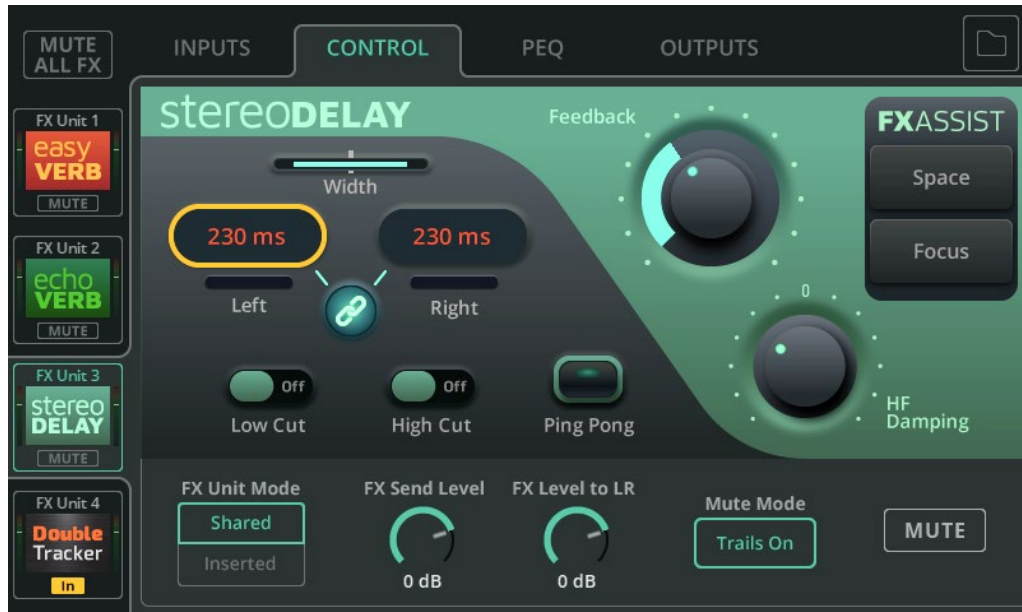 MUTE
ALL FX
INPUTS
CONTROL
PEQ
OUTPUTS
FX Unit 1
easy
VERB
MUTE
FX Unit 2
echo
VERB
MUTE
FX Unit 3
stereo
DELAY
MUTE
FX Unit 4
Double
Tracker
In
stereoDELAY
Width
230 ms
230 ms
Left
Right
Off
Off
Low Cut
High Cut
Ping Pong
Feedback
0
HF
Damping
FXASSIST
Space
Focus
FX Unit Mode
Shared
Inserted
FX Send Level
0 dB
FX Level to LR
0 dB
Mute Mode
Trails On
MUTE